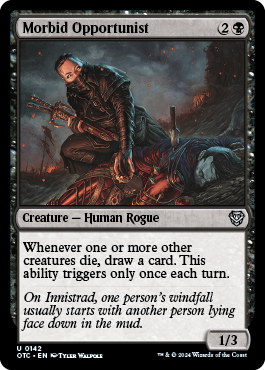 Morbid Opportunist 2
Creature — Human Rogue
Whenever one or more other
creatures die, draw a card. This
ability triggers only once each turn.
On Innistrad, one person's windfall
usually starts with another person lying
face down in the mud.
1/3
U 0142
OTC • EN Tyler Walpole
™ & © 2024 Wizards of the Coast